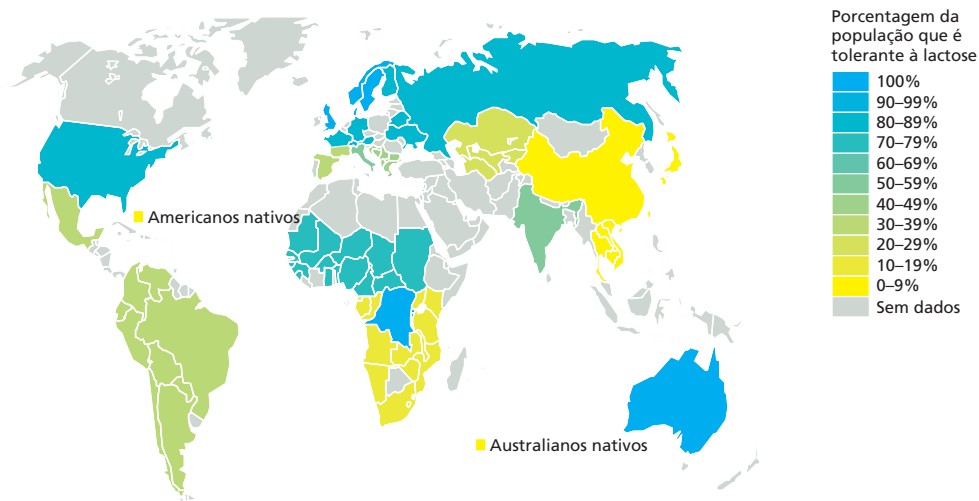 Porcentagem da
população que é
tolerante à lactose
100%
90–99%
80–89%
70–79%
60–69%
50–59%
40–49%
30–39%
20–29%
10–19%
0–9%
Sem dados
Americanos nativos
Australianos nativos